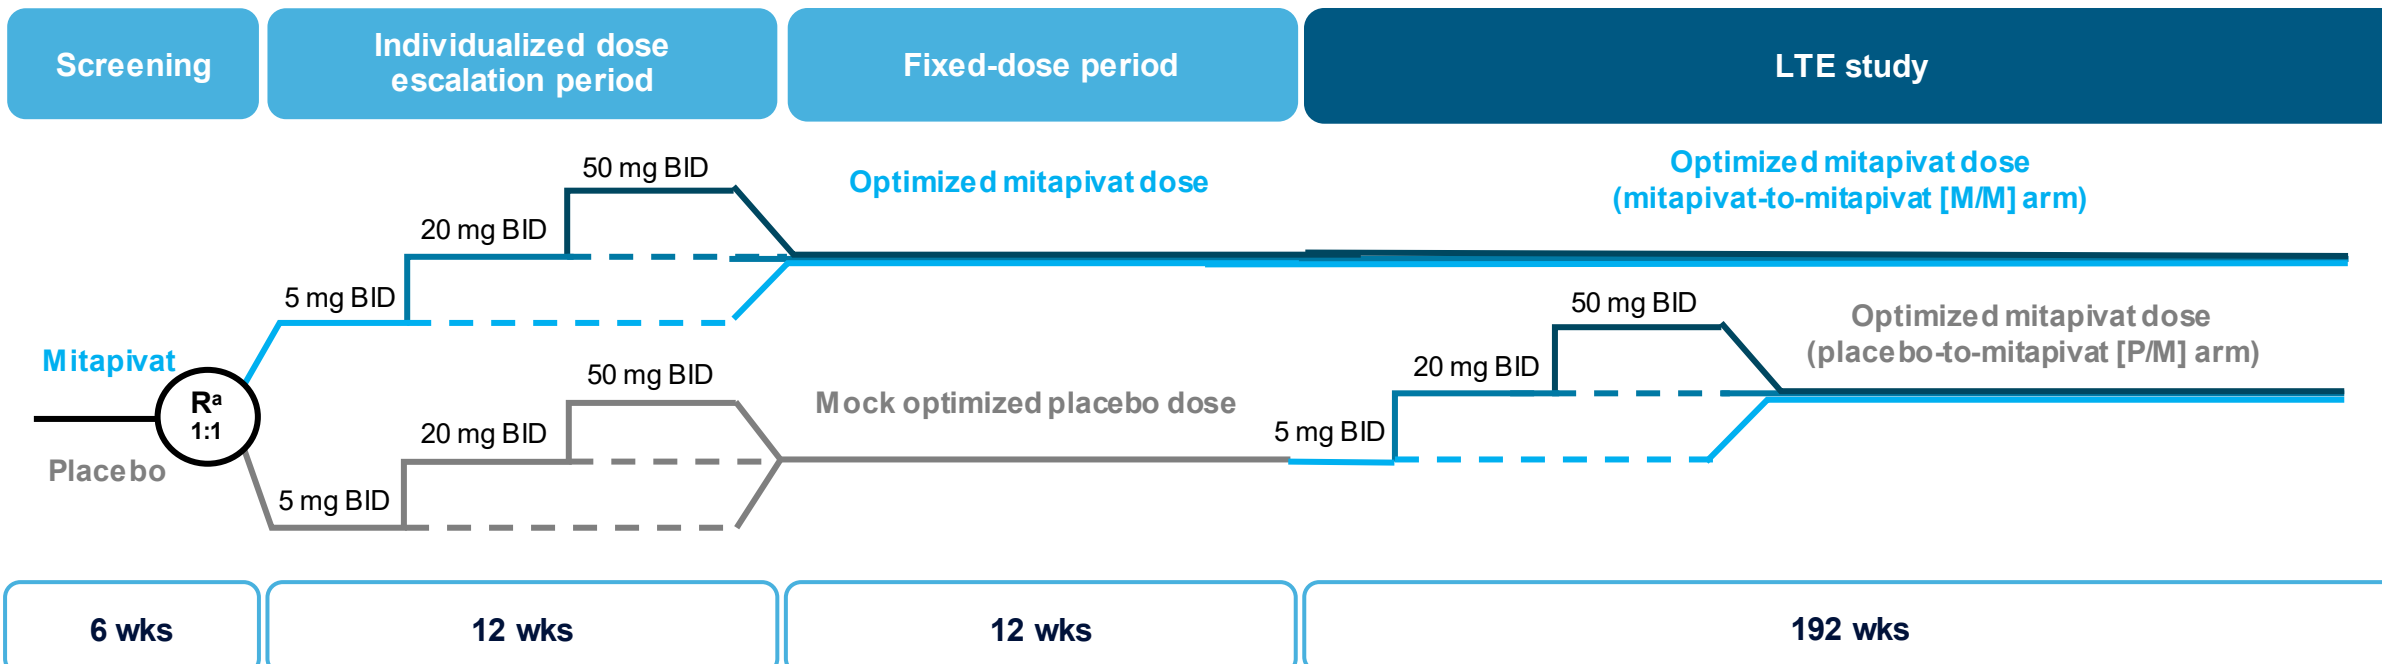 Screening
Individualized dose
escalation period
Fixed-dose period
LTE study
50 mg BID
20 mg BID
5 mg BID
Optimized mitapivat dose
Optimized mitapivat dose
(mitapivat-to-mitapivat [M/M] arm)
Mitapivat
Rª
1:1
Placebo
50 mg BID
20 mg BID
5 mg BID
Mock optimized placebo dose
50 mg BID
20 mg BID
5 mg BID
Optimized mitapivat dose
(placebo-to-mitapivat [P/M] arm)
6 wks
12 wks
12 wks
192 wks